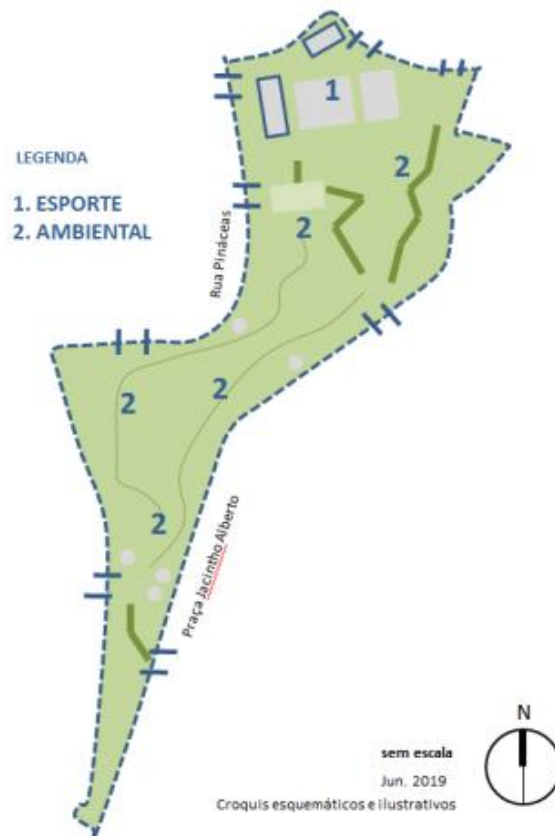 1
LEGENDA
2
1. ESPORTE
2. AMBIENTAL
Rua Pináceas
2
2
2
2
Praça Jacintho Alberto
N
sem escala
Jun, 2019
Croquis esquemáticos e ilustrativos